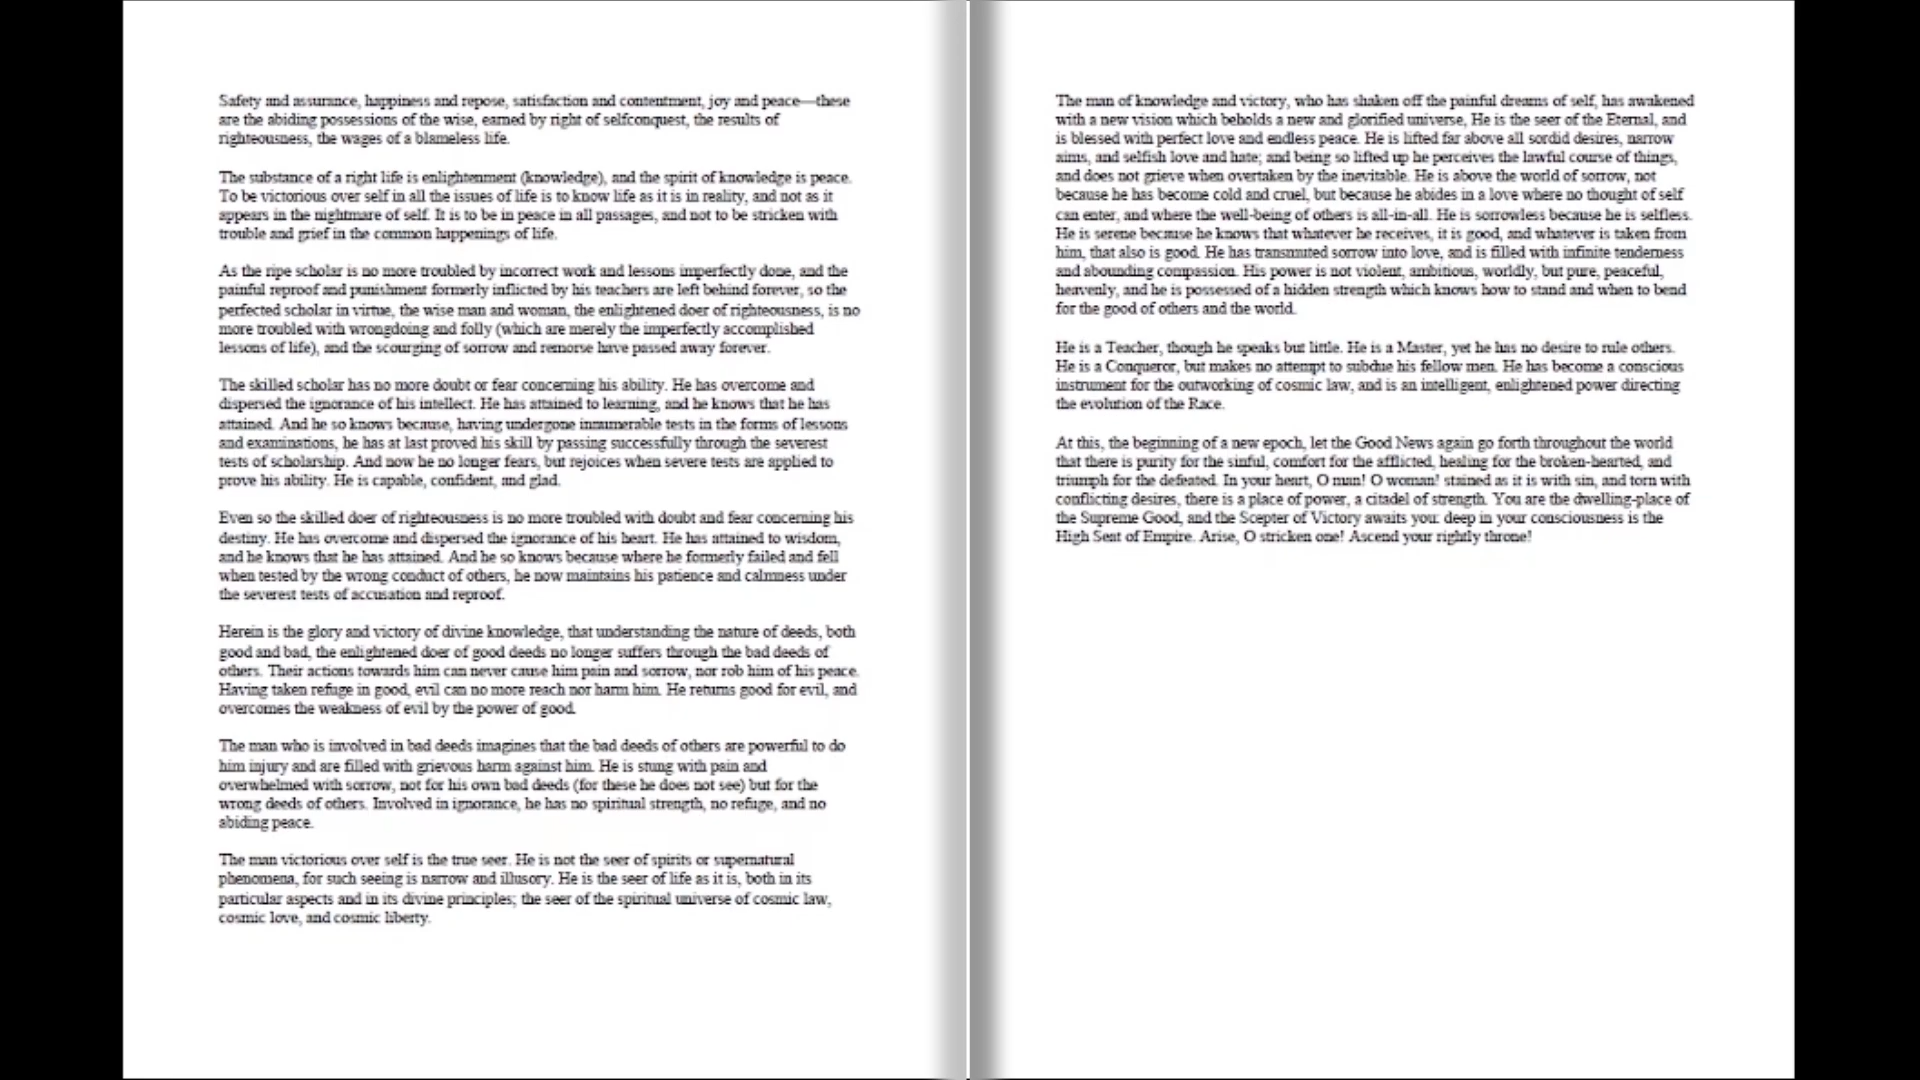 Safety and assurance, happiness and repose, satisfaction and contentment, joy and peace—these
are the abiding possessions of the wise, earned by right of selfconquest, the results of
righteousness, the wages of a blameless life.
The substance of a right life is enlightenment (knowledge), and the spirit of knowledge is peace.
To be victorious over self in all the issues of life is to know life as it is in reality, and not as it
appears in the nightmare of self. It is to be in peace in all passages, and not to be stricken with
trouble and grief in the common happenings of life.
As the ripe scholar is no more troubled by incorrect work and lessons imperfectly done, and the
painful reproof and punishment formerly inflicted by his teachers are left behind forever, so the
perfected scholar in virtue, the wise man and woman, the enlightened doer of righteousness, is no
more troubled with wrongdoing and folly (which are merely the imperfectly accomplished
lessons of life), and the scourging of sorrow and remorse have passed away forever.
The skilled scholar has no more doubt or fear concerning his ability. He has overcome and
dispersed the ignorance of his intellect. He has attained to learning, and he knows that he has
attained. And he so knows because, having undergone innumerable tests in the forms of lessons
and examinations, he has at last proved his skill by passing successfully through the severest
tests of scholarship. And now he no longer fears, but rejoices when severe tests are applied to
prove his ability. He is capable, confident, and glad.
Even so the skilled doer of righteousness is no more troubled with doubt and fear concerning his
destiny. He has overcome and dispersed the ignorance of his heart. He has attained to wisdom,
and he knows that he has attained. And he so knows because where he formerly failed and fell
when tested by the wrong conduct of others, he now maintains his patience and calmness under
the severest tests of accusation and reproof.
Herein is the glory and victory of divine knowledge, that understanding the nature of deeds, both
good and bad, the enlightened doer of good deeds no longer suffers through the bad deeds of
others. Their actions towards him can never cause him pain and sorrow, nor rob him of his peace.
Having taken refuge in good, evil can no more reach nor harm him. He returns good for evil, and
overcomes the weakness of evil by the power of good.
The man who is involved in bad deeds imagines that the bad deeds of others are powerful to do
him injury and are filled with grievous harm against him. He is stung with pain and
overwhelmed with sorrow, not for his own bad deeds (for these he does not see) but for the
wrong deeds of others. Involved in ignorance, he has no spiritual strength, no refuge, and no
abiding peace.
The man victorious over self is the true seer. He is not the seer of spirits or supernatural
phenomena, for such seeing is narrow and illusory. He is the seer of life as it is, both in its
particular aspects and in its divine principles; the seer of the spiritual universe of cosmic law,
cosmic love, and cosmic liberty.
The man of knowledge and victory, who has shaken off the painful dreams of self, has awakened
with a new vision which beholds a new and glorified universe, He is the seer of the Eternal, and
is blessed with perfect love and endless peace. He is lifted far above all sordid desires, narrow
aims, and selfish love and hate; and being so lifted up he perceives the lawful course of things,
and does not grieve when overtaken by the inevitable. He is above the world of sorrow, not
because he has become cold and cruel, but because he abides in a love where no thought of self
can enter, and where the well-being of others is all-in-all. He is sorrowless because he is selfless.
He is serene because he knows that whatever he receives, it is good, and whatever is taken from
him, that also is good. He has transmuted sorrow into love, and is filled with infinite tenderness
and abounding compassion. His power is not violent, ambitious, worldly, but pure, peaceful,
heavenly, and he is possessed of a hidden strength which knows how to stand and when to bend
for the good of others and the world.
He is a Teacher, though he speaks but little. He is a Master, yet he has no desire to rule others.
He is a Conqueror, but makes no attempt to subdue his fellow men. He has become a conscious
instrument for the outworking of cosmic law, and is an intelligent, enlightened power directing
the evolution of the Race.
At this, the beginning of a new epoch, let the Good News again go forth throughout the world
that there is purity for the sinful, comfort for the afflicted, healing for the broken-hearted, and
triumph for the defeated. In your heart, O man! O woman! stained as it is with sin, and torn with
conflicting desires, there is a place of power, a citadel of strength. You are the dwelling-place of
the Supreme Good, and the Scepter of Victory awaits you: deep in your consciousness is the
High Seat of Empire. Arise, O stricken one! Ascend your rightly throne!